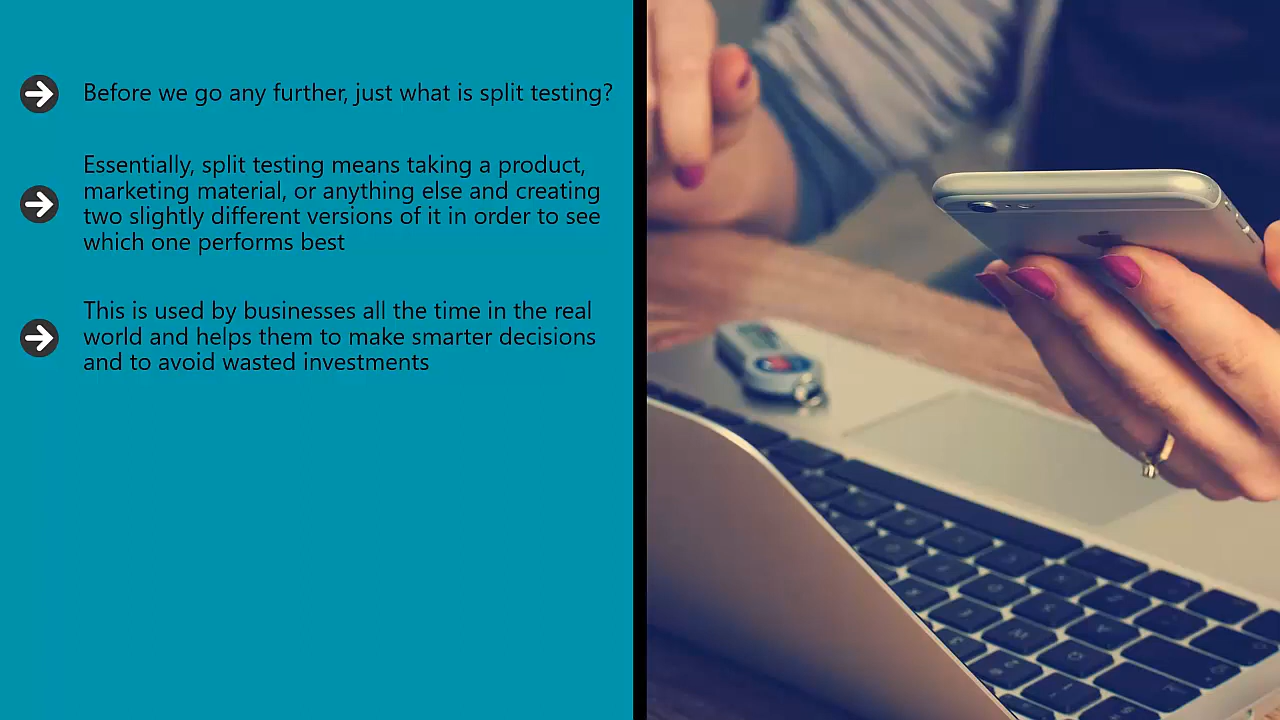 Before we go any further, just what is split testing?
Essentially, split testing means taking a product,
marketing material, or anything else and creating
two slightly different versions of it in order to see
which one performs best
This is used by businesses all the time in the real
world and helps them to make smarter decisions
and to avoid wasted investments